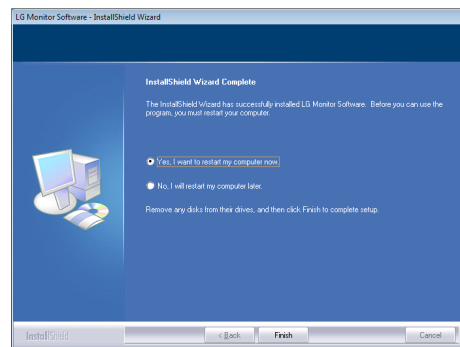 LG Monitor Software - InstallShield Wizard
InstallShield Wizard Complete
The InstallShield Wizard has successfully installed LG Monitor Software. Before you can use the
program, you must restart your computer.
Yes, I want to restart my computer now.
No, I will restart my computer later.
Remove any disks from their drives, and then click Finish to complete setup.
InstallShield
< Back
Finish
Cancel